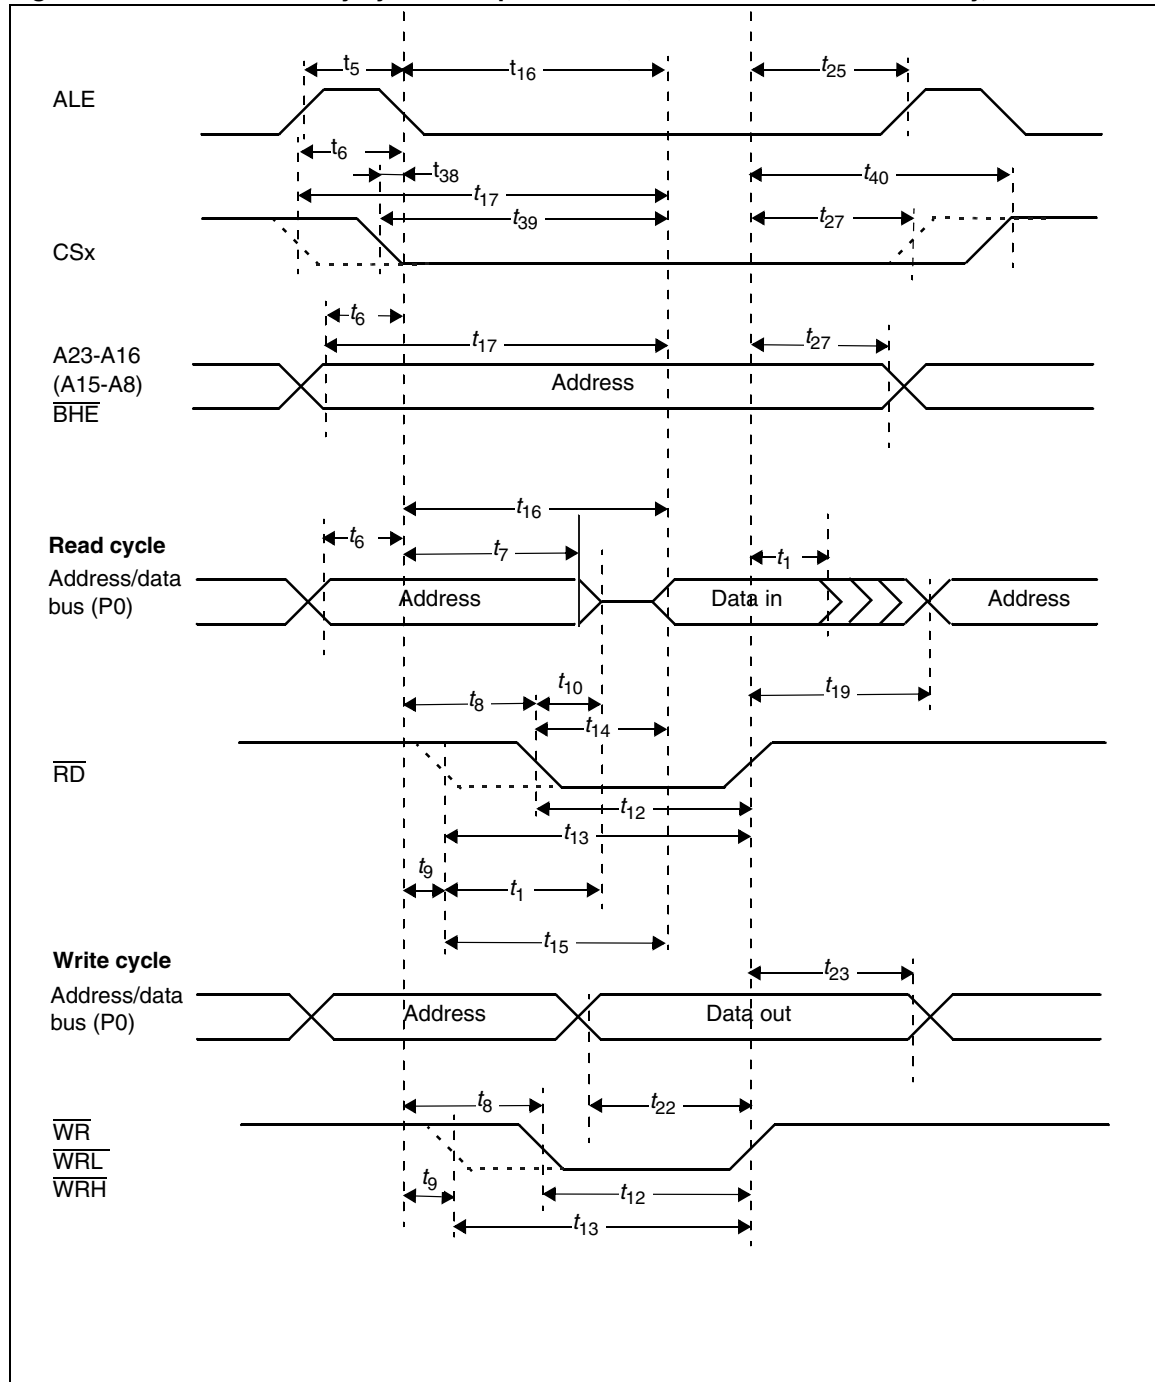 t5
t16
t25
ALE
t6
t38
t40
t17
t39
t27
CSx
t6
t17
t27
A23-A16
(A15-A8)
BHE
Address
t16
t6
t7
t1
Read cycle
Address/data
bus (P0)
Address
Data in
Address
t10
t8
t19
t14
RD
t12
t13
t9
t1
t15
Write cycle
t23
Address/data
bus (P0)
Address
Data out
t8
t22
WR
WRL
WRH
t9
t12
t13